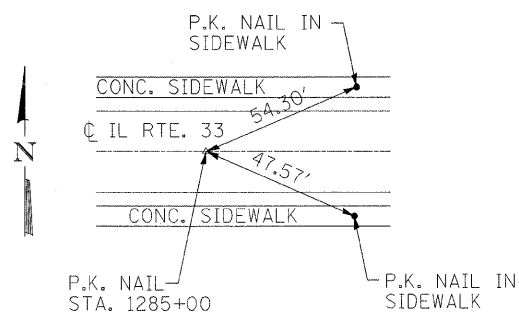 P.K. NAIL IN
SIDEWALK
CONC. SIDEWALK
54.30'
℄ IL RTE. 33
N
47.57'
CONC. SIDEWALK
P.K. NAIL
STA. 1285+00
P.K. NAIL IN
SIDEWALK